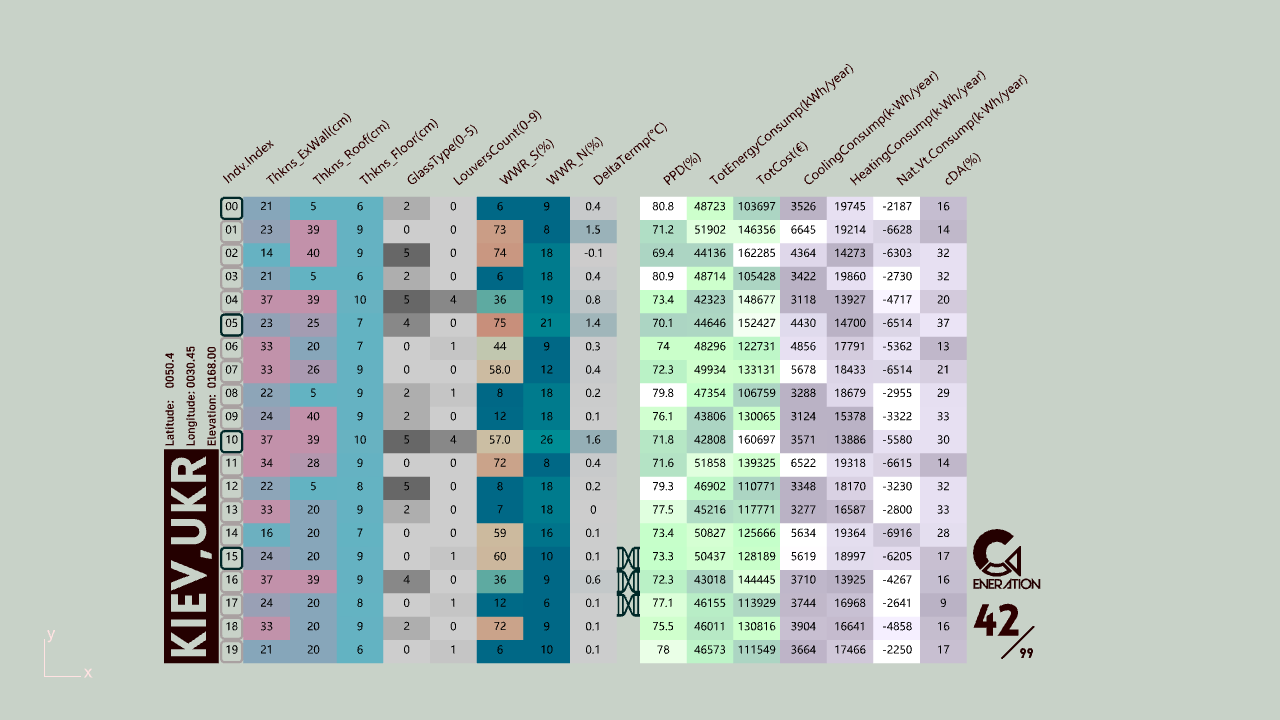 Indv.Index Thkns_ExWall(cm) Thkns_Roof(cm) Thkns_Floor(cm) GlassType(0-5) LouversCount(0-9) WWR_S(%) WWR_N(%) DeltaTermp(°C) PPD(%) TotEnergyConsump(kWh/year) TotCost(€) CoolingConsump(k·Wh/year) HeatingConsump(k·Wh/year) Nat.Vt.Consump(k·Wh/year) cDA(%)
00 21 5 6 2 0 6 9 0.4 80.8 48723 103697 3526 19745 -2187 16
01 23 39 9 0 0 73 8 1.5 71.2 51902 146356 6645 19214 -6628 14
02 14 40 9 5 0 74 18 -0.1 69.4 44136 162285 4364 14273 -6303 32
03 21 5 6 2 0 6 18 0.4 80.9 48714 105428 3422 19860 -2730 32
04 37 39 10 5 4 36 19 0.8 73.4 42323 148677 3118 13927 -4717 20
05 23 25 7 4 0 75 21 1.4 70.1 44646 152427 4430 14700 -6514 37
06 33 20 7 0 1 44 9 0.3 74 48296 122731 4856 17791 -5362 13
07 33 26 9 0 0 58.0 12 0.4 72.3 49934 133131 5678 18433 -6514 21
08 22 5 9 2 1 8 18 0.2 79.8 47354 106759 3288 18679 -2955 29
09 24 40 9 2 0 12 18 0.1 76.1 43806 130065 3124 15378 -3322 33
10 37 39 10 5 4 57.0 26 1.6 71.8 42808 160697 3571 13886 -5580 30
11 34 28 9 0 0 72 8 0.4 71.6 51858 139325 6522 19318 -6615 14
12 22 5 8 5 0 8 18 0.2 79.3 46902 110771 3348 18170 -3230 32
13 33 20 9 2 0 7 18 0 77.5 45216 117771 3277 16587 -2800 33
14 16 20 7 0 0 59 16 0.1 73.4 50827 125666 5634 19364 -6916 28
15 24 20 9 0 1 60 10 0.1 73.3 50437 128189 5619 18997 -6205 17
16 37 39 9 4 0 36 9 0.6 72.3 43018 144445 3710 13925 -4267 16
17 24 20 8 0 1 12 6 0.1 77.1 46155 113929 3744 16968 -2641 9
18 33 20 9 2 0 72 9 0.1 75.5 46011 130816 3904 16641 -4858 16
19 21 20 6 0 1 6 10 0.1 78 46573 111549 3664 17466 -2250 17
Latitude: 0050.4
Longitude: 0030.45
Elevation: 0168.00
KIEV,UKR
G
ENERATION
42/99
y
x